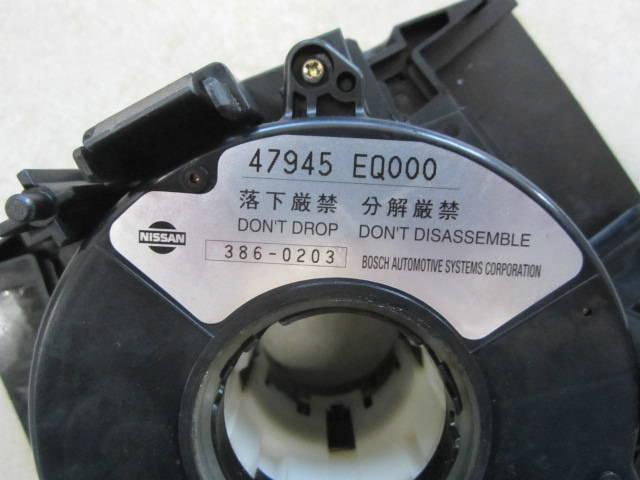 47945 EQ000
落下厳禁 分解厳禁
DON'T DROP DON'T DISASSEMBLE
NISSAN
386-0203 BOSCH AUTOMOTIVE SYSTEMS CORPORATION